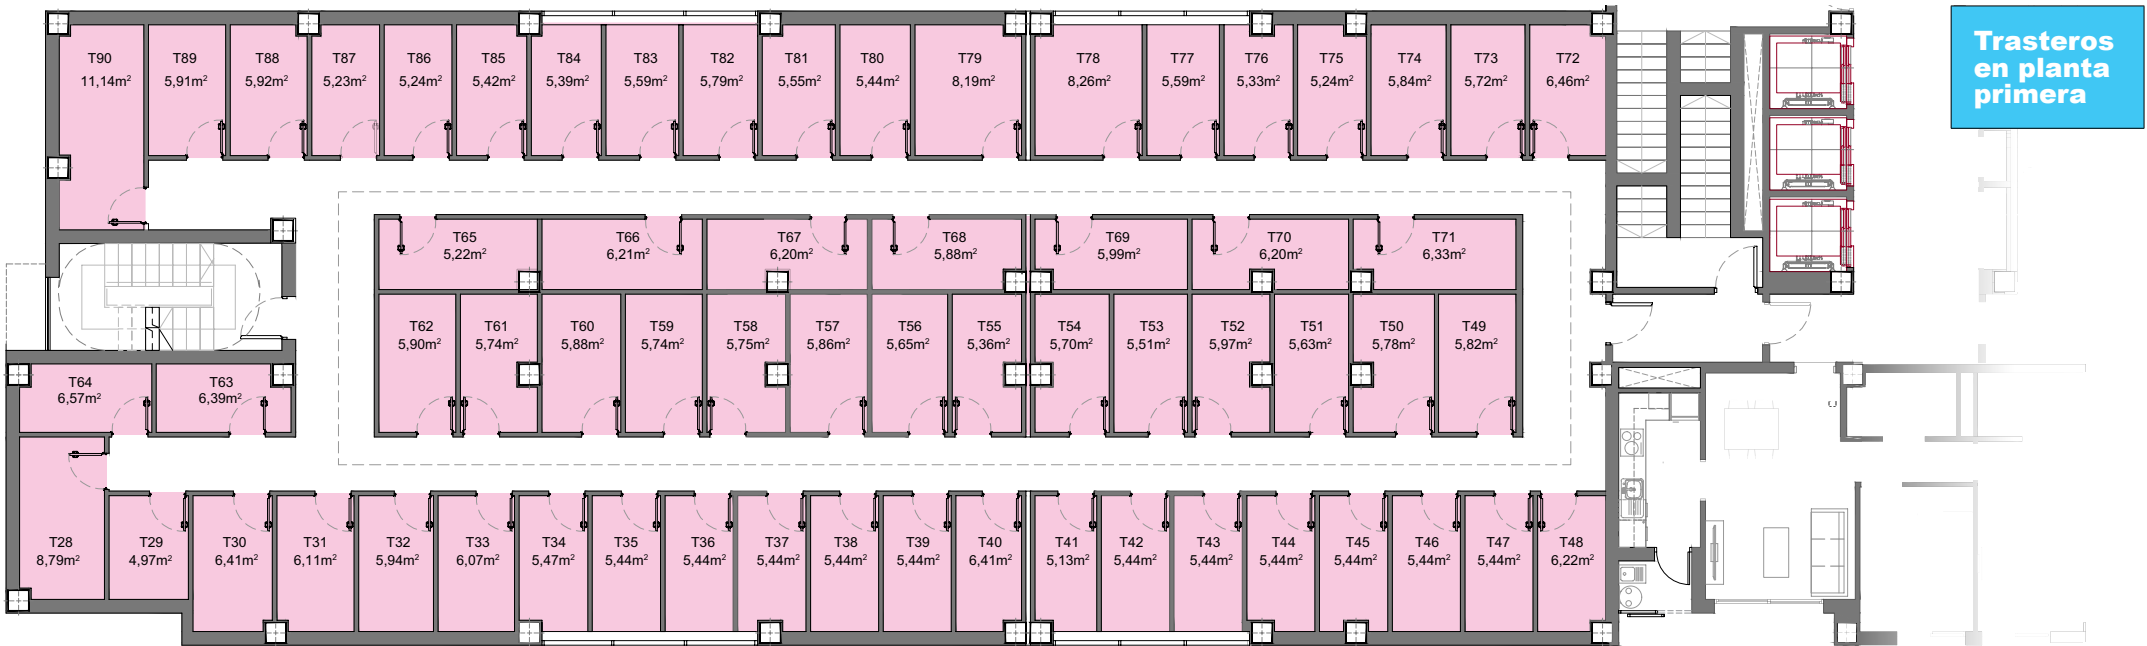 Trasteros
en planta
primera
T90 T89 T88 T87 T86 T85 T84 T83 T82 T81 T80 T79 T78 T77 T76 T75 T74 T73 T72
11,14m² 5,91m² 5,92m² 5,23m² 5,24m² 5,42m² 5,39m² 5,59m² 5,79m² 5,55m² 5,44m² 8,19m² 8,26m² 5,59m² 5,33m² 5,24m² 5,84m² 5,72m² 6,46m²
T65 T66 T67 T68 T69 T70 T71
5,22m² 6,21m² 6,20m² 5,88m² 5,99m² 6,20m² 6,33m²
T62 T61 T60 T59 T58 T57 T56 T55 T54 T53 T52 T51 T50 T49
5,90m² 5,74m² 5,88m² 5,74m² 5,75m² 5,86m² 5,65m² 5,36m² 5,70m² 5,51m² 5,97m² 5,63m² 5,78m² 5,82m²
T64 T63
6,57m² 6,39m²
T28 T29 T30 T31 T32 T33 T34 T35 T36 T37 T38 T39 T40 T41 T42 T43 T44 T45 T46 T47 T48
8,79m² 4,97m² 6,41m² 6,11m² 5,94m² 6,07m² 5,47m² 5,44m² 5,44m² 5,44m² 5,44m² 5,44m² 6,41m² 5,13m² 5,44m² 5,44m² 5,44m² 5,44m² 5,44m² 5,44m² 6,22m²